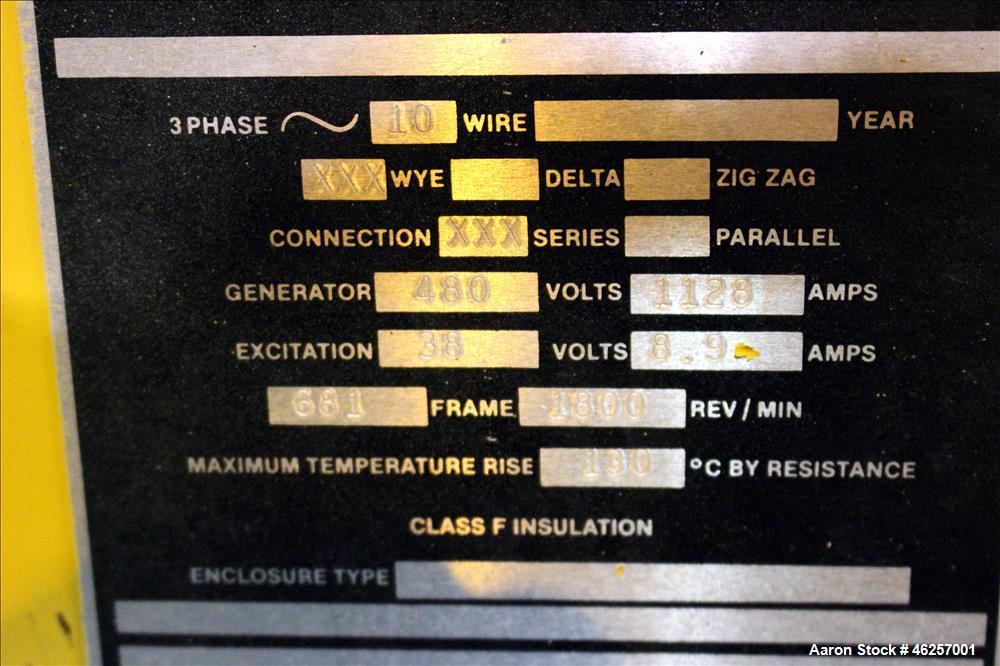 3 PHASE 10 WIRE YEAR
XXX WYE DELTA ZIG ZAG
CONNECTION XXX SERIES PARALLEL
GENERATOR 480 VOLTS 1128 AMPS
EXCITATION 38 VOLTS 8.9 AMPS
681 FRAME 1800 REV/MIN
MAXIMUM TEMPERATURE RISE 130 °C BY RESISTANCE
CLASS F INSULATION
ENCLOSURE TYPE
Aaron Stock # 46257001